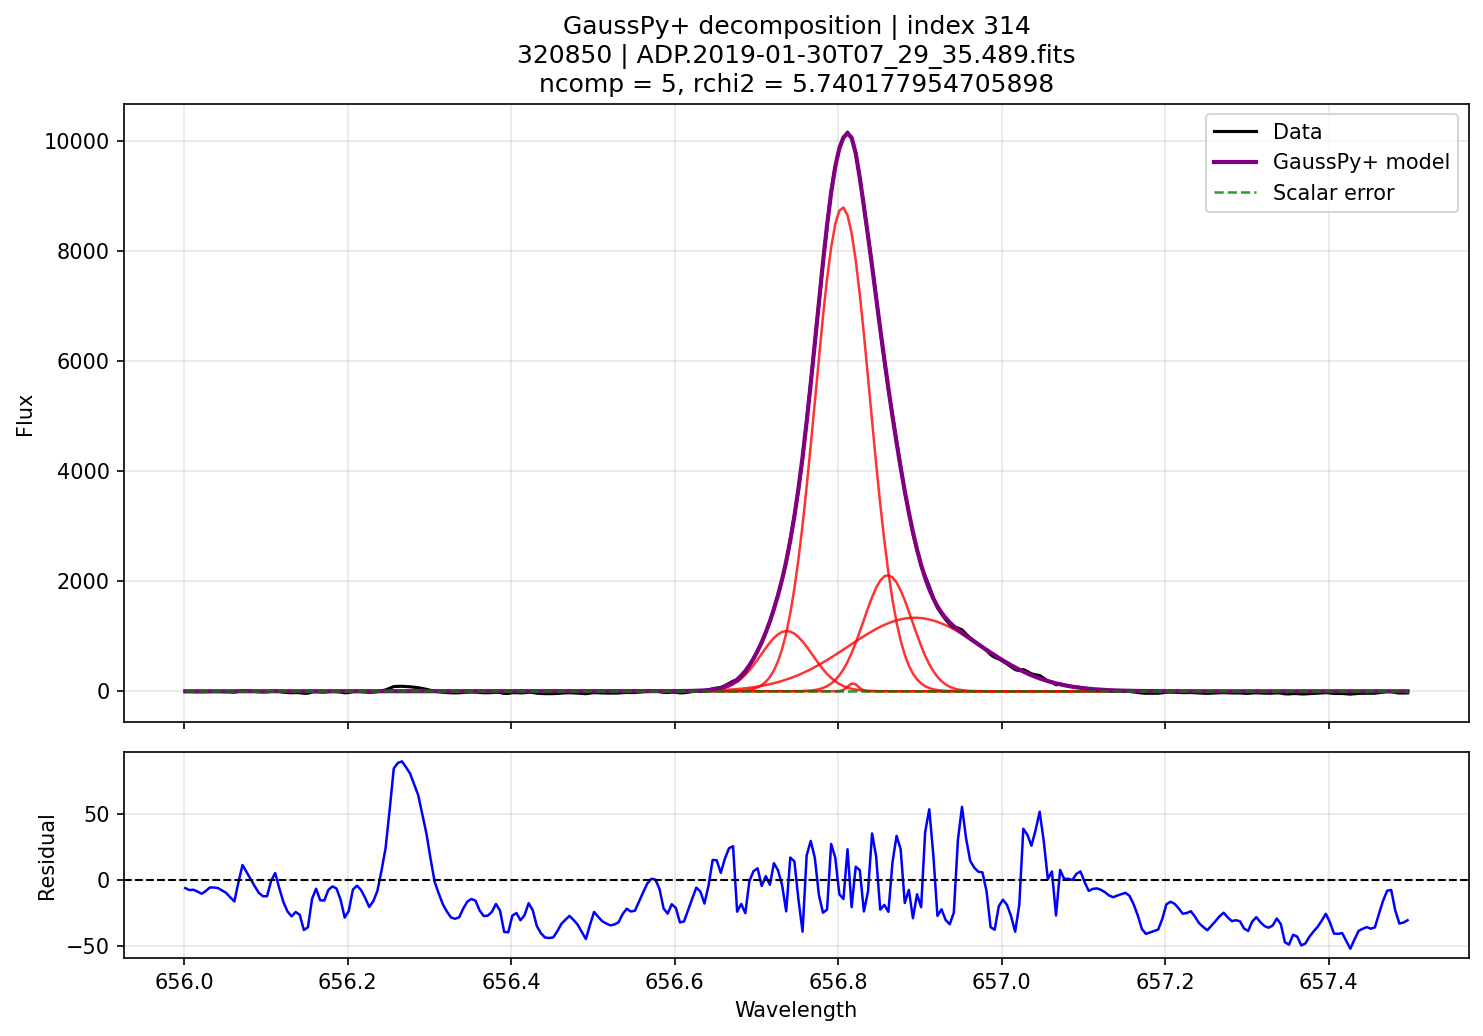 GaussPy+ decomposition | index 314
320850 | ADP.2019-01-30T07_29_35.489.fits
ncomp = 5, rchi2 = 5.740177954705898
Data
GaussPy+ model
Scalar error
10000
8000
6000
4000
2000
0
Flux
50
0
−50
Residual
656.0 656.2 656.4 656.6 656.8 657.0 657.2 657.4
Wavelength